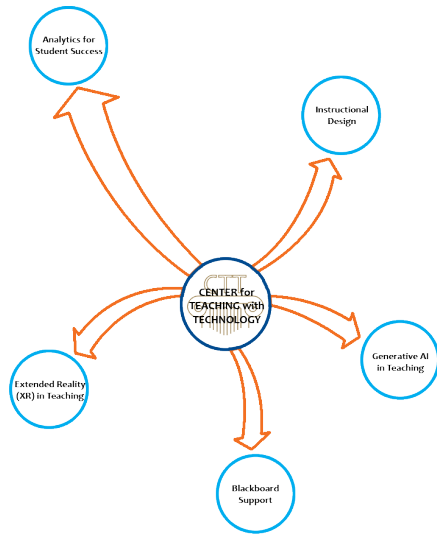 Analytics for
Student Success
Instructional
Design
CTT
CENTER for
TEACHING with
TECHNOLOGY
Generative AI
in Teaching
Extended Reality
(XR) in Teaching
Blackboard
Support